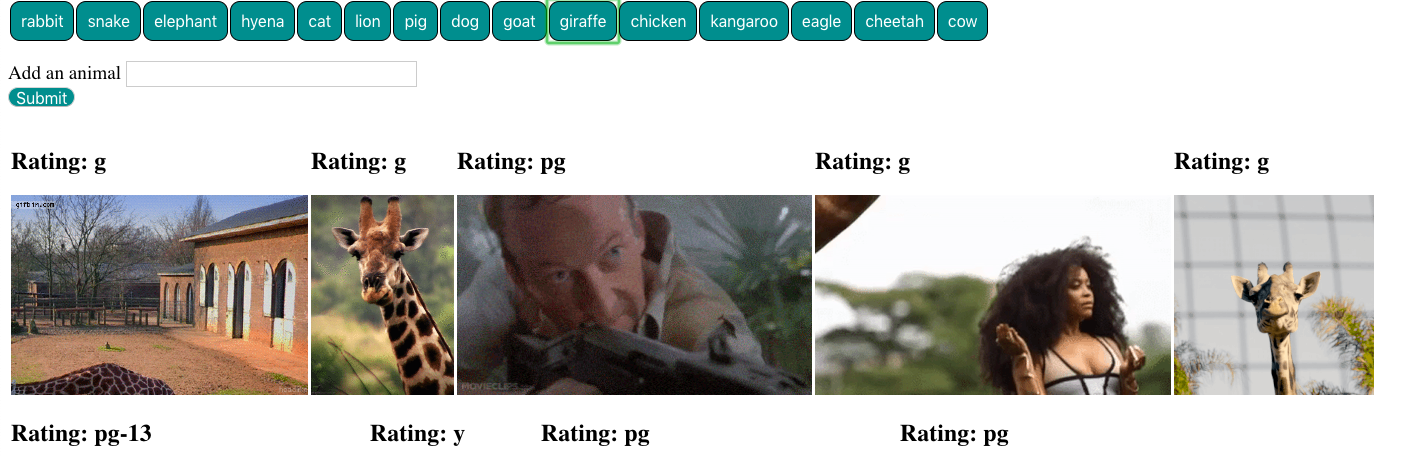 rabbit snake elephant hyena cat lion pig dog goat giraffe chicken kangaroo eagle cheetah cow
Add an animal
Submit
Rating: g Rating: g Rating: pg Rating: g Rating: g
gifbin.com
MOVIECLIPS.com
Rating: pg-13 Rating: y Rating: pg Rating: pg